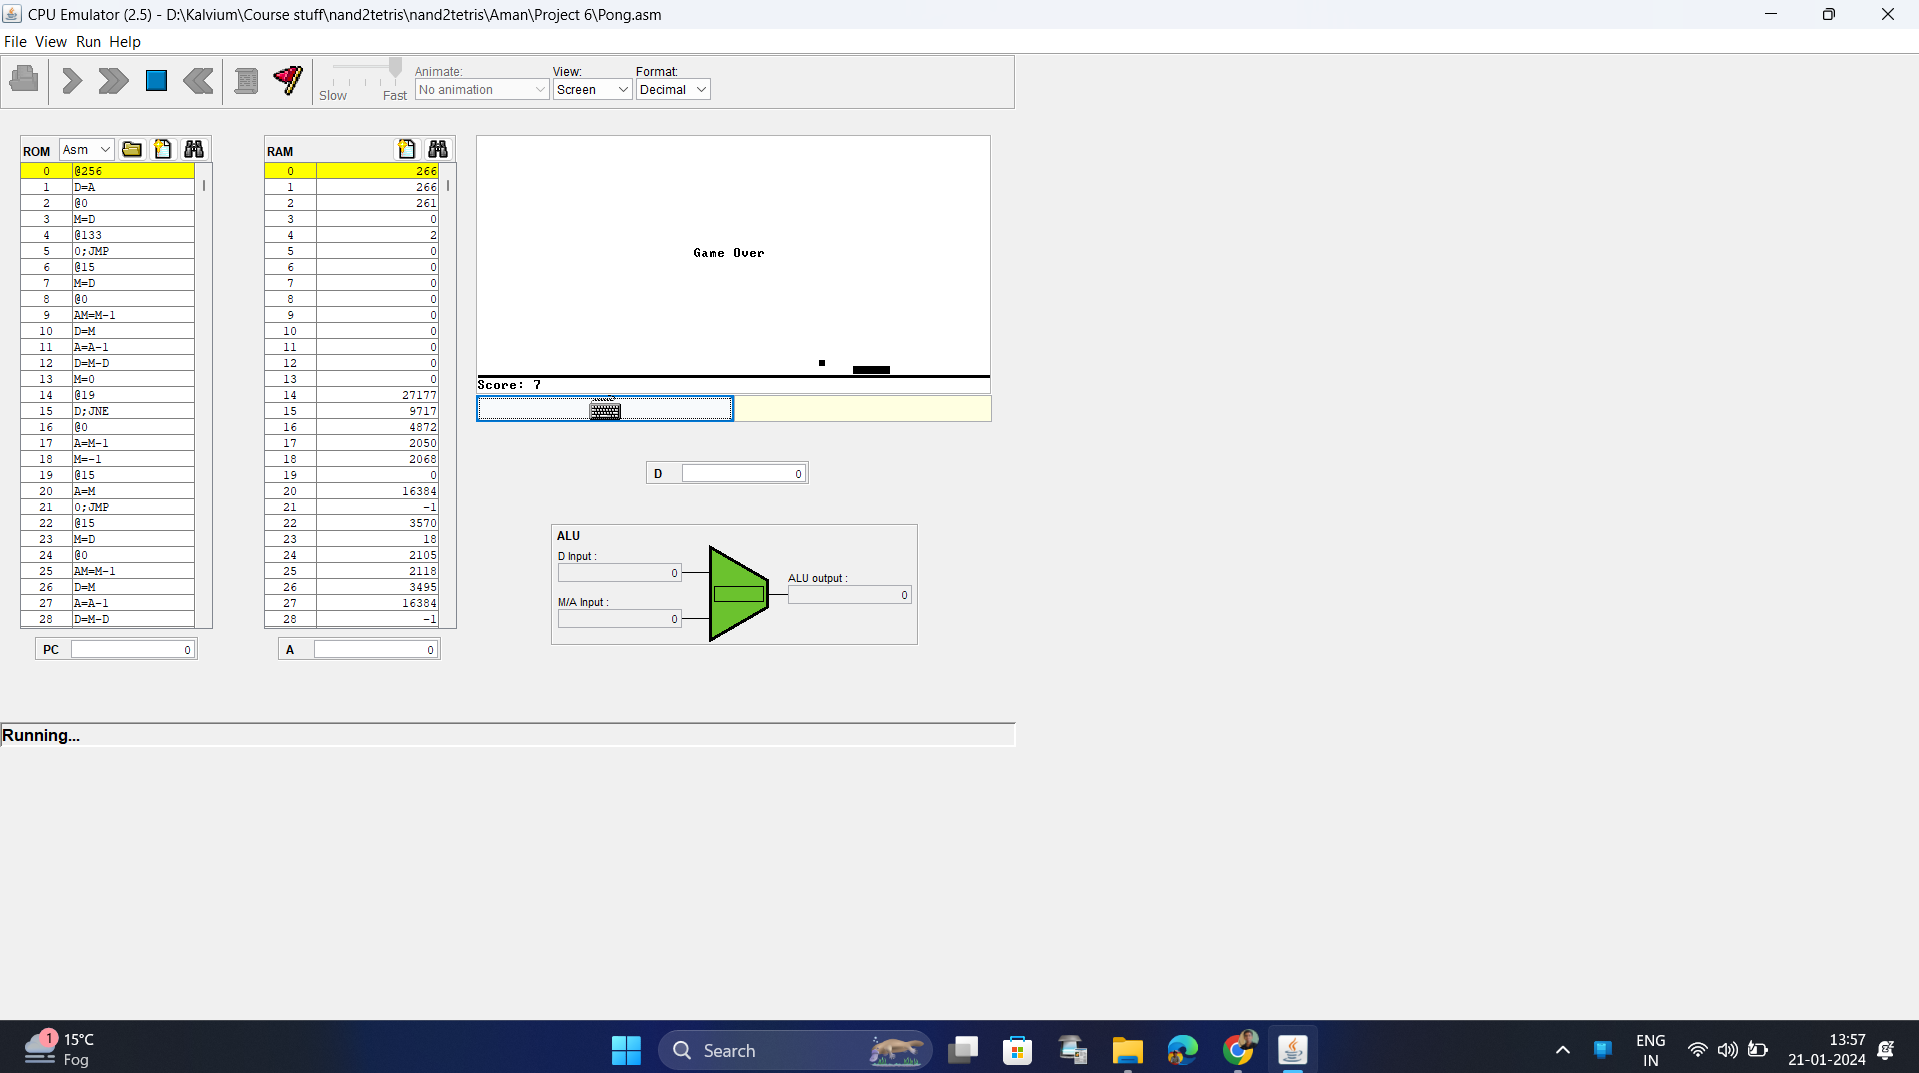 CPU Emulator (2.5) - D:\Kalvium\Course stuff\nand2tetris\nand2tetris\Aman\Project 6\Pong.asm
File View Run Help
Slow Fast
Animate:
No animation
View:
Screen
Format:
Decimal
ROM Asm
0 @256
1 D=A
2 @0
3 M=D
4 @133
5 0;JMP
6 @15
7 M=D
8 @0
9 AM=M-1
10 D=M
11 A=A-1
12 D=M-D
13 M=0
14 @19
15 D;JNE
16 @0
17 A=M-1
18 M=-1
19 @15
20 A=M
21 0;JMP
22 @15
23 M=D
24 @0
25 AM=M-1
26 D=M
27 A=A-1
28 D=M-D
PC 0
RAM
0 266
1 266
2 261
3 0
4 2
5 0
6 0
7 0
8 0
9 0
10 0
11 0
12 0
13 0
14 27177
15 9717
16 4872
17 2050
18 2068
19 0
20 16384
21 -1
22 3570
23 18
24 2105
25 2118
26 3495
27 16384
28 -1
A 0
Game Over
Score: 7
D 0
ALU
D Input :
0
M/A Input :
0
ALU output :
0
Running...
1
15°C
Fog
Search
ENG
IN
13:57
21-01-2024